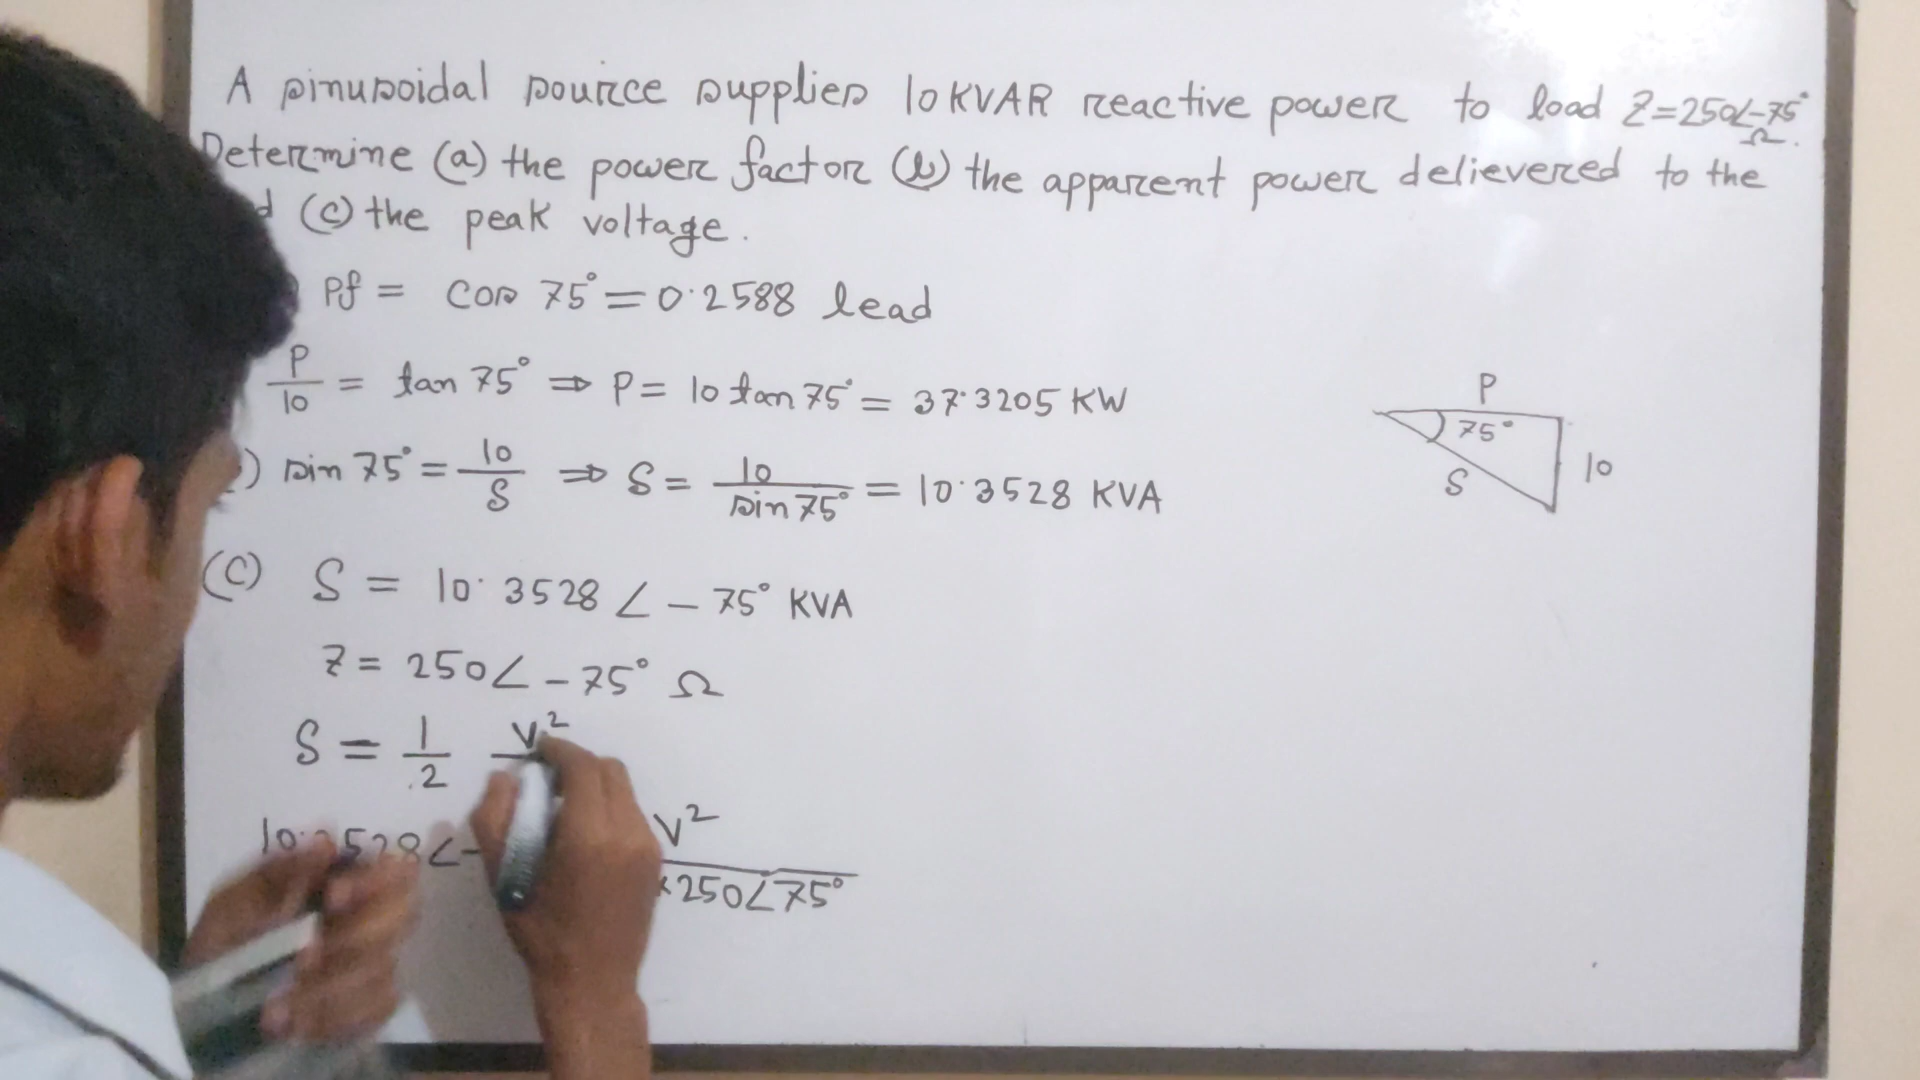 A sinusoidal source supplies 10KVAR reactive power to load Z=250∠-75° Ω.
Determine (a) the power factor (b) the apparent power delievered to the
(c) the peak voltage.
Pf = cos 75° = 0.2588 lead
P/10 = tan 75° ⇒ P = 10 tan 75° = 37.3205 KW
) sin 75° = 10/S ⇒ S = 10/sin 75° = 10.3528 KVA
P
75°
10
S
(C) S = 10.3528 ∠ - 75° KVA
Z = 250∠-75° Ω
S = 1/2 V²
10.3528∠- V²/×250∠75°